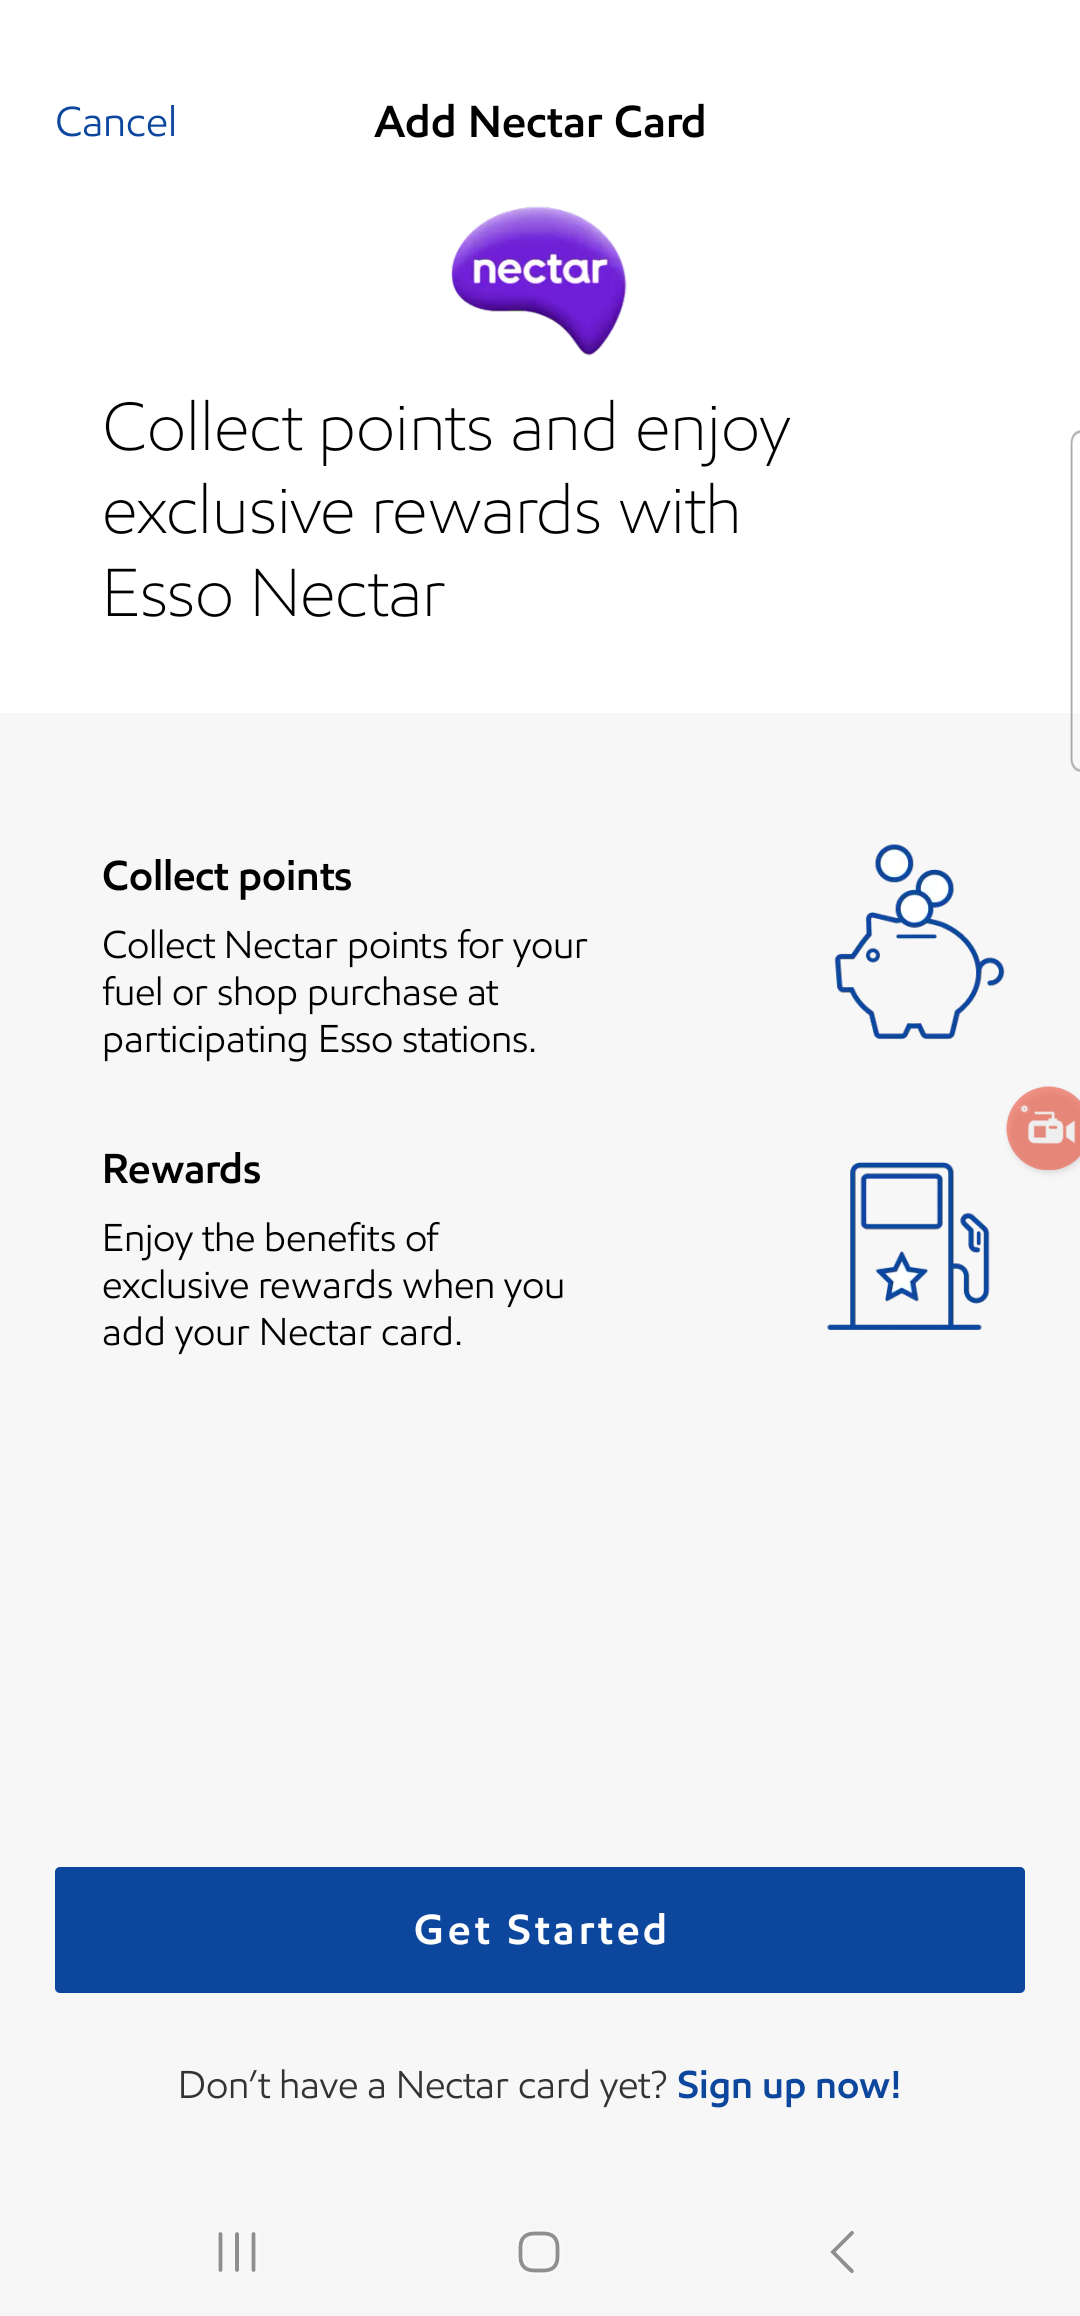 Cancel
Add Nectar Card
nectar
Collect points and enjoy
exclusive rewards with
Esso Nectar
Collect points
Collect Nectar points for your
fuel or shop purchase at
participating Esso stations.
Rewards
Enjoy the benefits of
exclusive rewards when you
add your Nectar card.
Get Started
Don't have a Nectar card yet? Sign up now!